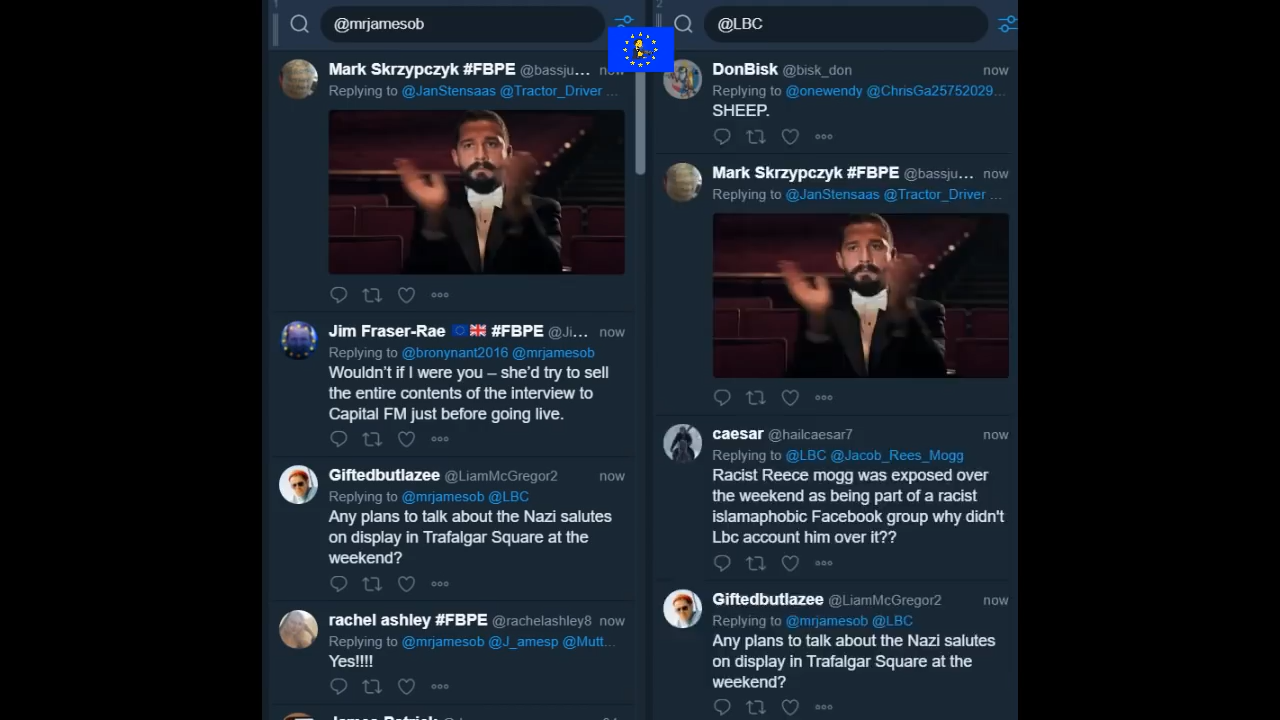 1
@mrjamesob
Mark Skrzypczyk #FBPE @bassju... now
Replying to @JanStensaas @Tractor_Driver ...
Jim Fraser-Rae #FBPE @Ji... now
Replying to @bronynant2016 @mrjamesob
Wouldn't if I were you – she'd try to sell
the entire contents of the interview to
Capital FM just before going live.
Giftedbutlazee @LiamMcGregor2 now
Replying to @mrjamesob @LBC
Any plans to talk about the Nazi salutes
on display in Trafalgar Square at the
weekend?
rachel ashley #FBPE @rachelashley8 now
Replying to @mrjamesob @J_amesp @Mutt...
Yes!!!!
2
@LBC
DonBisk @bisk_don now
Replying to @onewendy @ChrisGa25752029...
SHEEP.
Mark Skrzypczyk #FBPE @bassju... now
Replying to @JanStensaas @Tractor_Driver ...
caesar @hailcaesar7 now
Replying to @LBC @Jacob_Rees_Mogg
Racist Reece mogg was exposed over
the weekend as being part of a racist
islamaphobic Facebook group why didn't
Lbc account him over it??
Giftedbutlazee @LiamMcGregor2 now
Replying to @mrjamesob @LBC
Any plans to talk about the Nazi salutes
on display in Trafalgar Square at the
weekend?